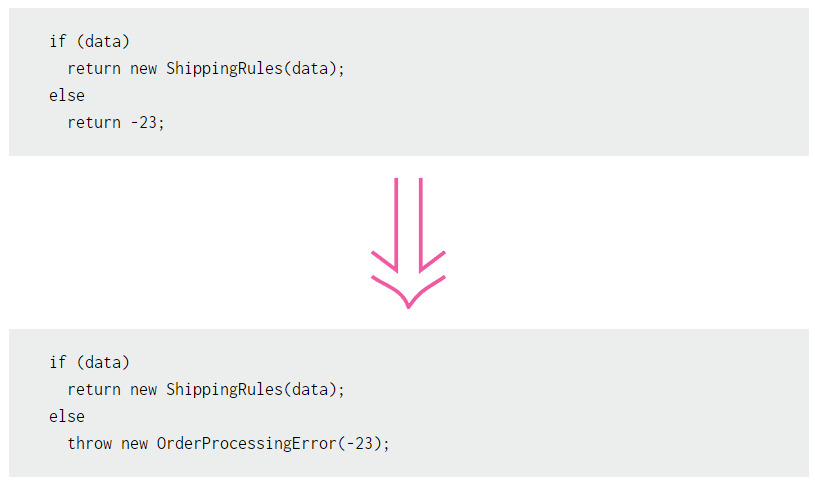 if (data)
  return new ShippingRules(data);
else
  return -23;
if (data)
  return new ShippingRules(data);
else
  throw new OrderProcessingError(-23);